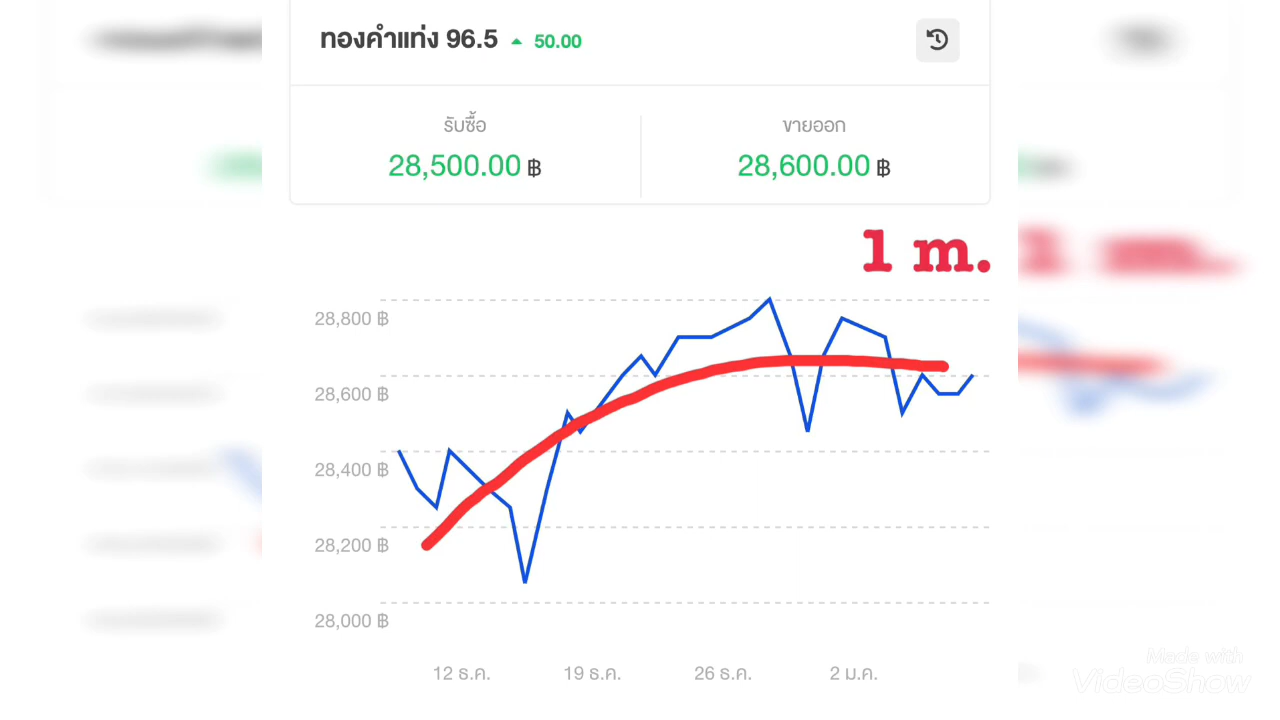 ทองคำแท่ง 96.5 50.00
รับซื้อ ขายออก
28,500.00 ฿ 28,600.00 ฿
1 m.
28,800 ฿
28,600 ฿
28,400 ฿
28,200 ฿
28,000 ฿
12 ธ.ค. 19 ธ.ค. 26 ธ.ค. 2 ม.ค.
Made with
VideoShow